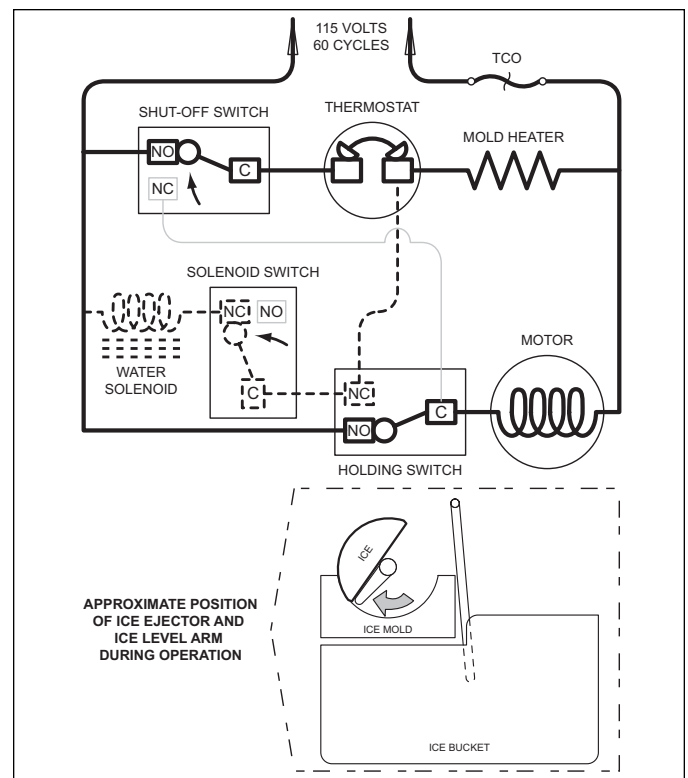 115 VOLTS
60 CYCLES
TCO
SHUT-OFF SWITCH
THERMOSTAT
MOLD HEATER
NO
C
NC
SOLENOID SWITCH
NC
NO
MOTOR
WATER
SOLENOID
C
NC
C
NO
HOLDING SWITCH
ICE
APPROXIMATE POSITION
OF ICE EJECTOR AND
ICE LEVEL ARM
DURING OPERATION
ICE MOLD
ICE BUCKET